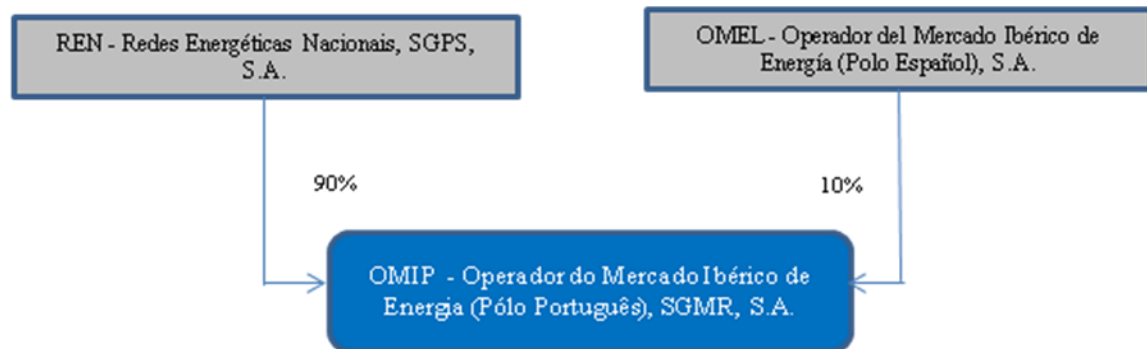 REN - Redes Energéticas Nacionais, SGPS,
S.A.
OMEL - Operador del Mercado Ibérico de
Energía (Polo Español), S.A.
90%
10%
OMIP - Operador do Mercado Ibérico de
Energia (Pólo Português), SGMR, S.A.